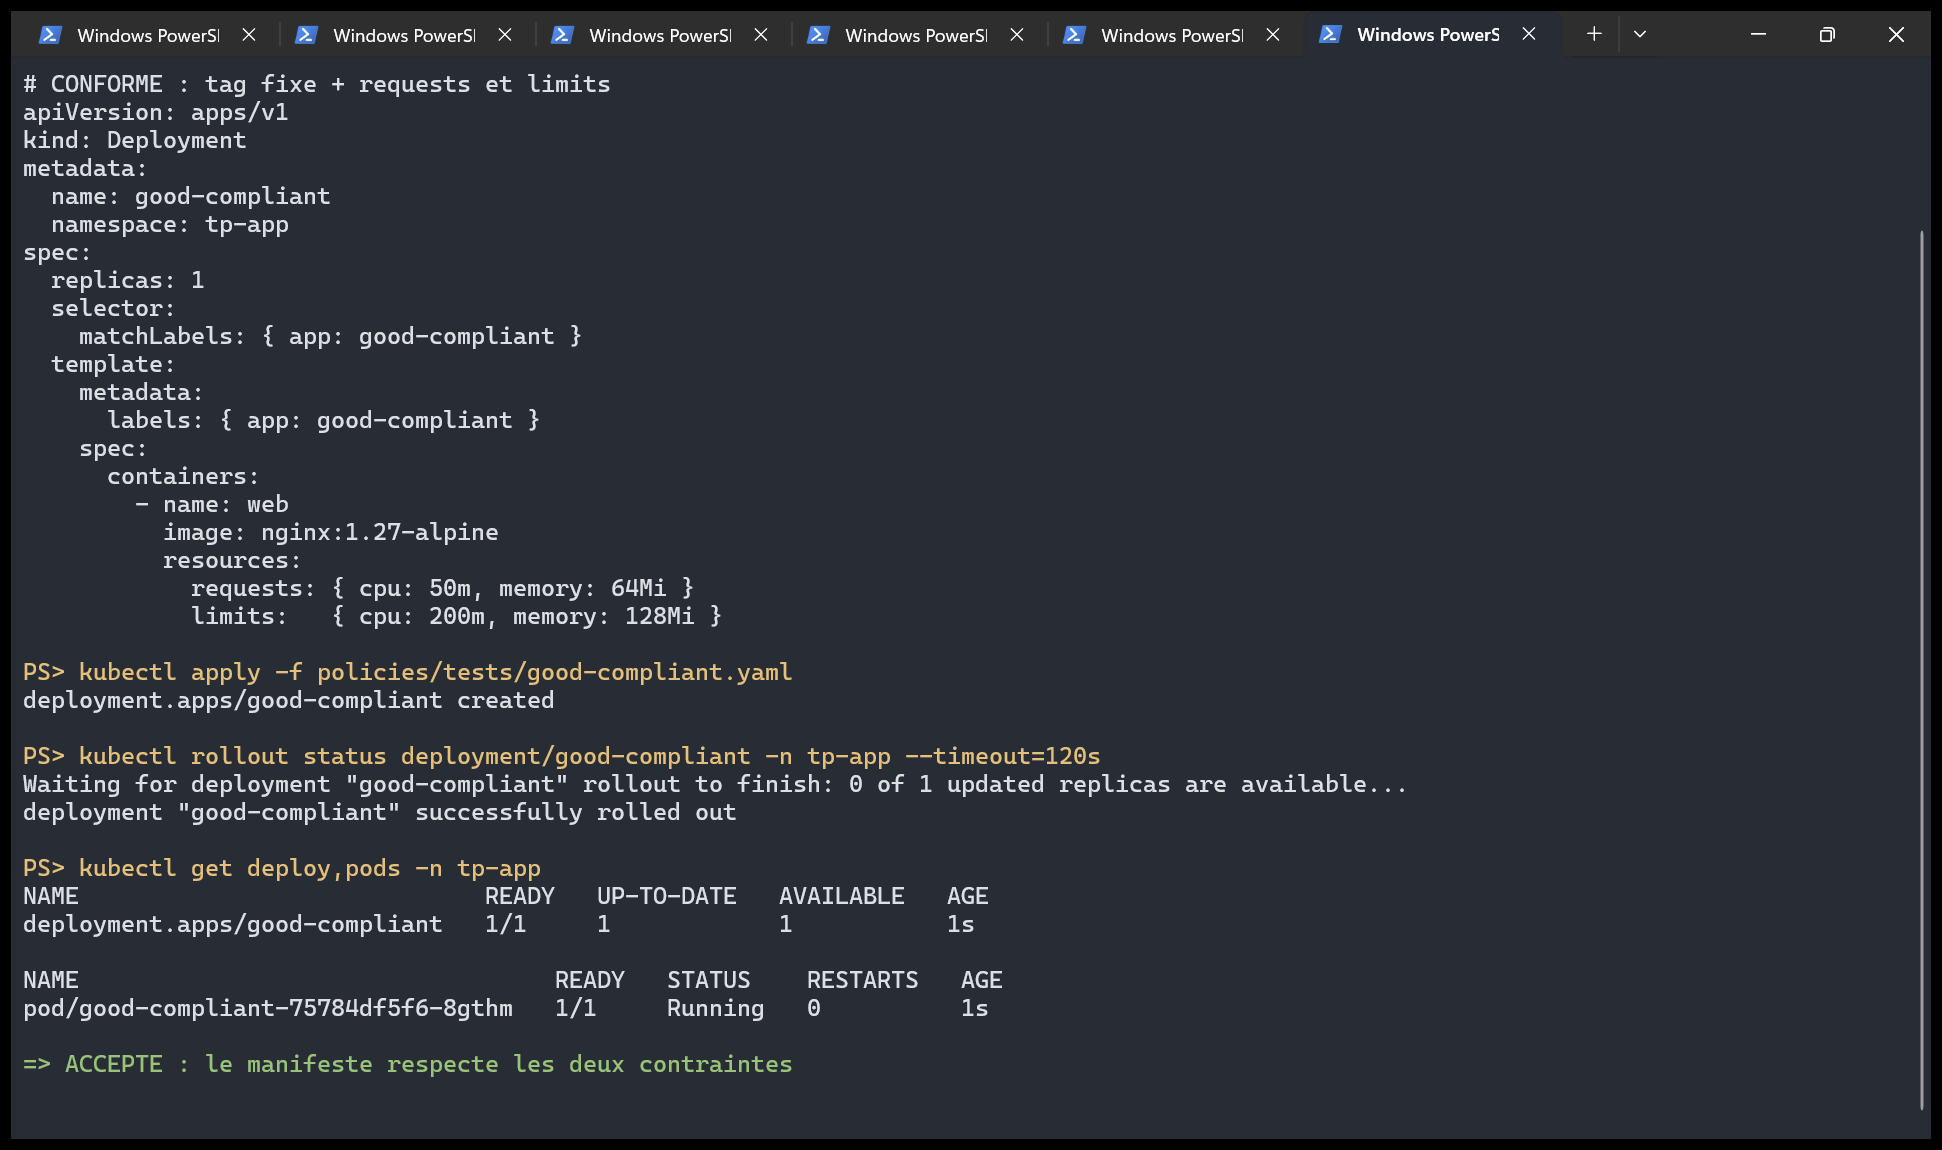 Windows PowerSl Windows PowerSl Windows PowerSl Windows PowerSl Windows PowerSl Windows PowerS
# CONFORME : tag fixe + requests et limits
apiVersion: apps/v1
kind: Deployment
metadata:
  name: good-compliant
  namespace: tp-app
spec:
  replicas: 1
  selector:
    matchLabels: { app: good-compliant }
  template:
    metadata:
      labels: { app: good-compliant }
    spec:
      containers:
        - name: web
          image: nginx:1.27-alpine
          resources:
            requests: { cpu: 50m, memory: 64Mi }
            limits:   { cpu: 200m, memory: 128Mi }
PS> kubectl apply -f policies/tests/good-compliant.yaml
deployment.apps/good-compliant created
PS> kubectl rollout status deployment/good-compliant -n tp-app --timeout=120s
Waiting for deployment "good-compliant" rollout to finish: 0 of 1 updated replicas are available...
deployment "good-compliant" successfully rolled out
PS> kubectl get deploy,pods -n tp-app
NAME                             READY   UP-TO-DATE   AVAILABLE   AGE
deployment.apps/good-compliant   1/1     1            1           1s
NAME                                  READY   STATUS    RESTARTS   AGE
pod/good-compliant-75784df5f6-8gthm   1/1     Running   0          1s
=> ACCEPTE : le manifeste respecte les deux contraintes